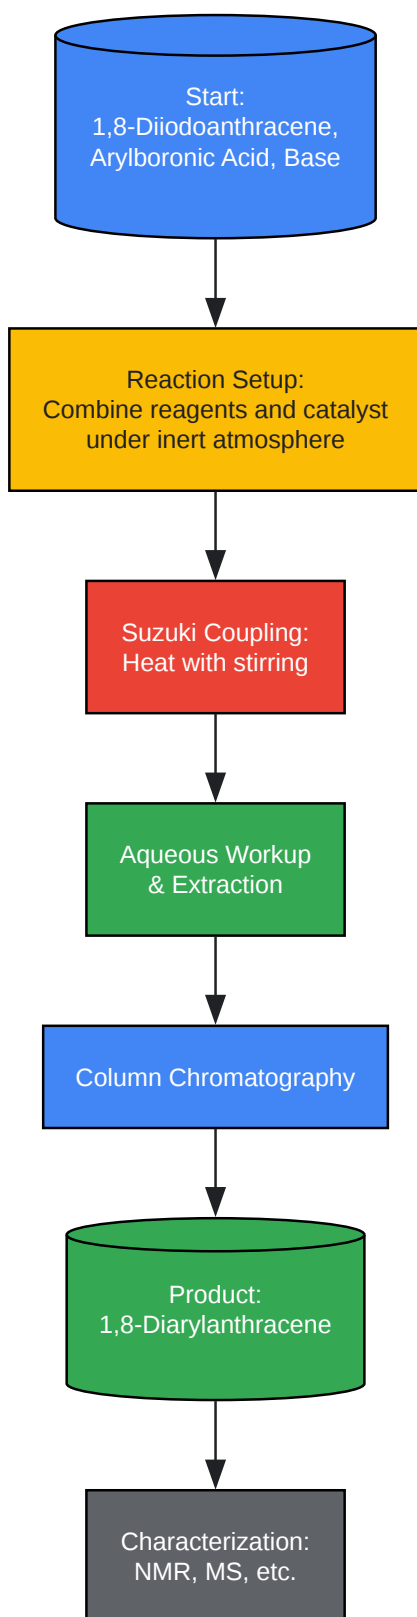 Start:
1,8-Diiodoanthracene,
Arylboronic Acid, Base
Reaction Setup:
Combine reagents and catalyst
under inert atmosphere
Suzuki Coupling:
Heat with stirring
Aqueous Workup
& Extraction
Column Chromatography
Product:
1,8-Diarylanthracene
Characterization:
NMR, MS, etc.